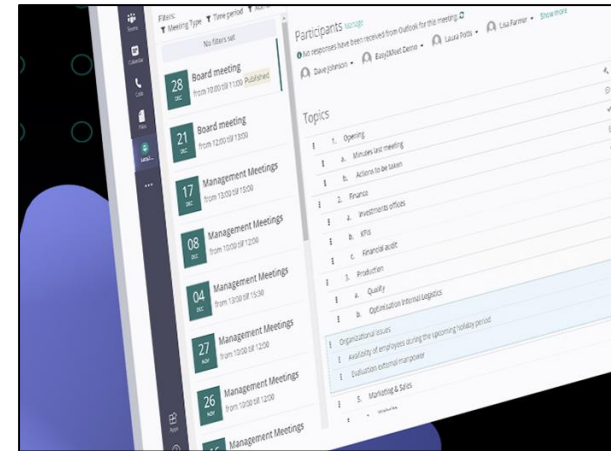 Teams
Calendar
Calls
Files
Apps
Filters:
Meeting Type
Time period
No filters set
28
DEC
Board meeting
from 10:00 till 11:00 Published
21
DEC
Board meeting
from 12:00 till 13:00
17
DEC
Management Meetings
from 13:00 till 15:00
08
DEC
Management Meetings
from 10:00 till 12:00
04
DEC
Management Meetings
from 13:00 till 15:30
27
NOV
Management Meetings
from 10:00 till 12:00
26
NOV
Management Meetings
from 10:00 till 12:00
Management Meetings
Participants Manage
No responses have been received from Outlook for this meeting.
Dave Johnson
Easy2Meet Demo
Laura Potts
Lisa Farmer
Show more
Topics
1. Opening
a. Minutes last meeting
b. Actions to be taken
2. Finance
a. Investments offices
b. KPIs
c. Financial audit
3. Production
a. Quality
b. Optimisation Internal Logistics
Organizational issues
Availability of employees during the upcoming holiday period
Evaluation external manpower
5. Marketing & Sales